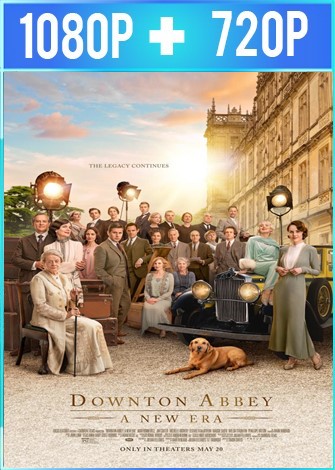 1080P + 720P
THE LEGACY CONTINUES
DOWNTON ABBEY
A NEW ERA
ONLY IN THEATERS MAY 20